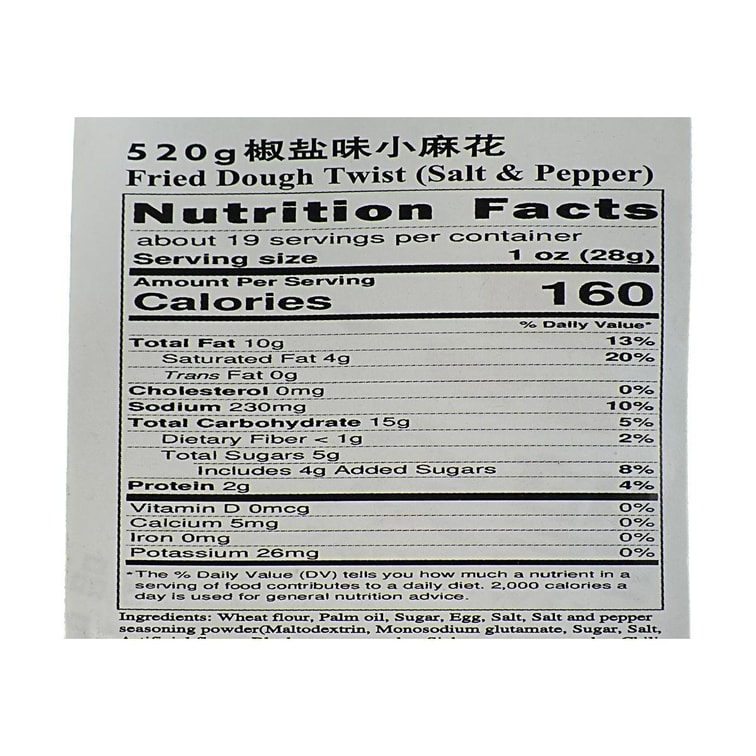 520g椒盐味小麻花
Fried Dough Twist (Salt & Pepper)
Nutrition Facts
about 19 servings per container
Serving size 1 oz (28g)
Amount Per Serving
Calories 160
% Daily Value*
Total Fat 10g 13%
Saturated Fat 4g 20%
Trans Fat 0g
Cholesterol 0mg 0%
Sodium 230mg 10%
Total Carbohydrate 15g 5%
Dietary Fiber < 1g 2%
Total Sugars 5g
Includes 4g Added Sugars 8%
Protein 2g 4%
Vitamin D 0mcg 0%
Calcium 5mg 0%
Iron 0mg 0%
Potassium 26mg 0%
*The % Daily Value (DV) tells you how much a nutrient in a
serving of food contributes to a daily diet. 2,000 calories a
day is used for general nutrition advice.
Ingredients: Wheat flour, Palm oil, Sugar, Egg, Salt, Salt and pepper
seasoning powder(Maltodextrin, Monosodium glutamate, Sugar, Salt,